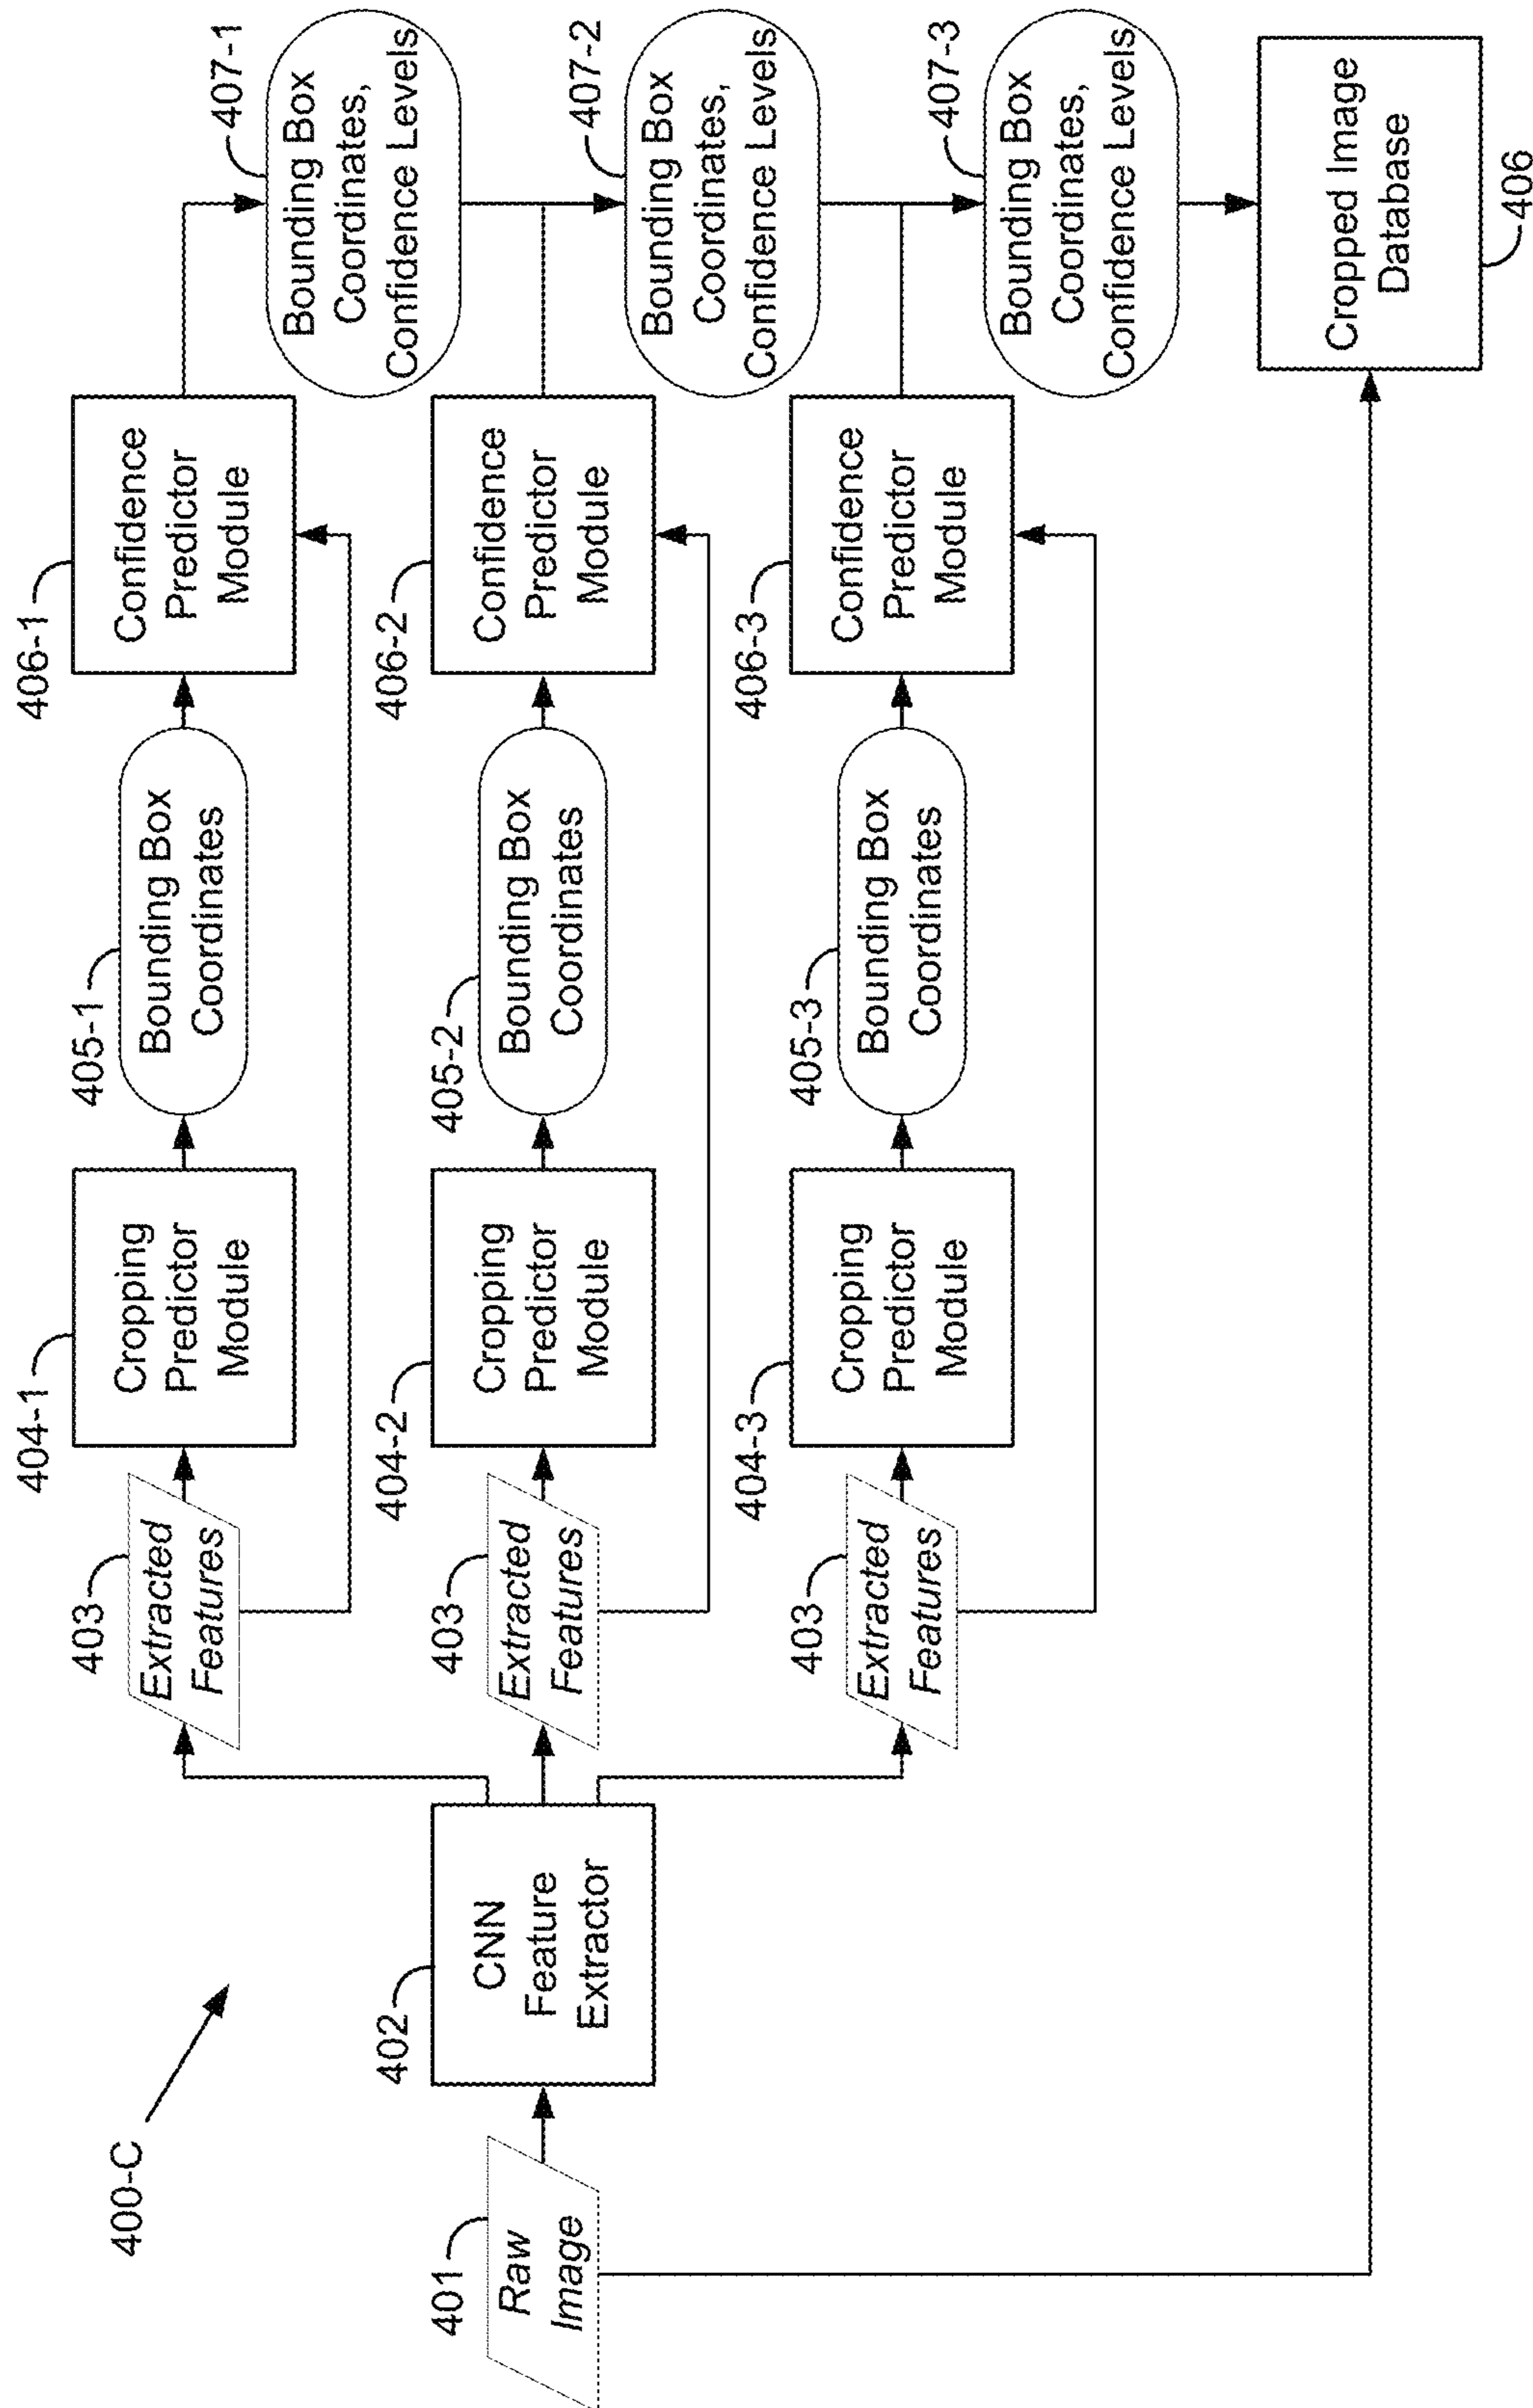 400-C
401
Raw
Image
402
CNN
Feature
Extractor
403
Extracted
Features
404-1
Cropping
Predictor
Module
405-1
Bounding Box
Coordinates
406-1
Confidence
Predictor
Module
407-1
Bounding Box
Coordinates,
Confidence Levels
403
Extracted
Features
404-2
Cropping
Predictor
Module
405-2
Bounding Box
Coordinates
406-2
Confidence
Predictor
Module
407-2
Bounding Box
Coordinates,
Confidence Levels
403
Extracted
Features
404-3
Cropping
Predictor
Module
405-3
Bounding Box
Coordinates
406-3
Confidence
Predictor
Module
407-3
Bounding Box
Coordinates,
Confidence Levels
Cropped Image
Database
406